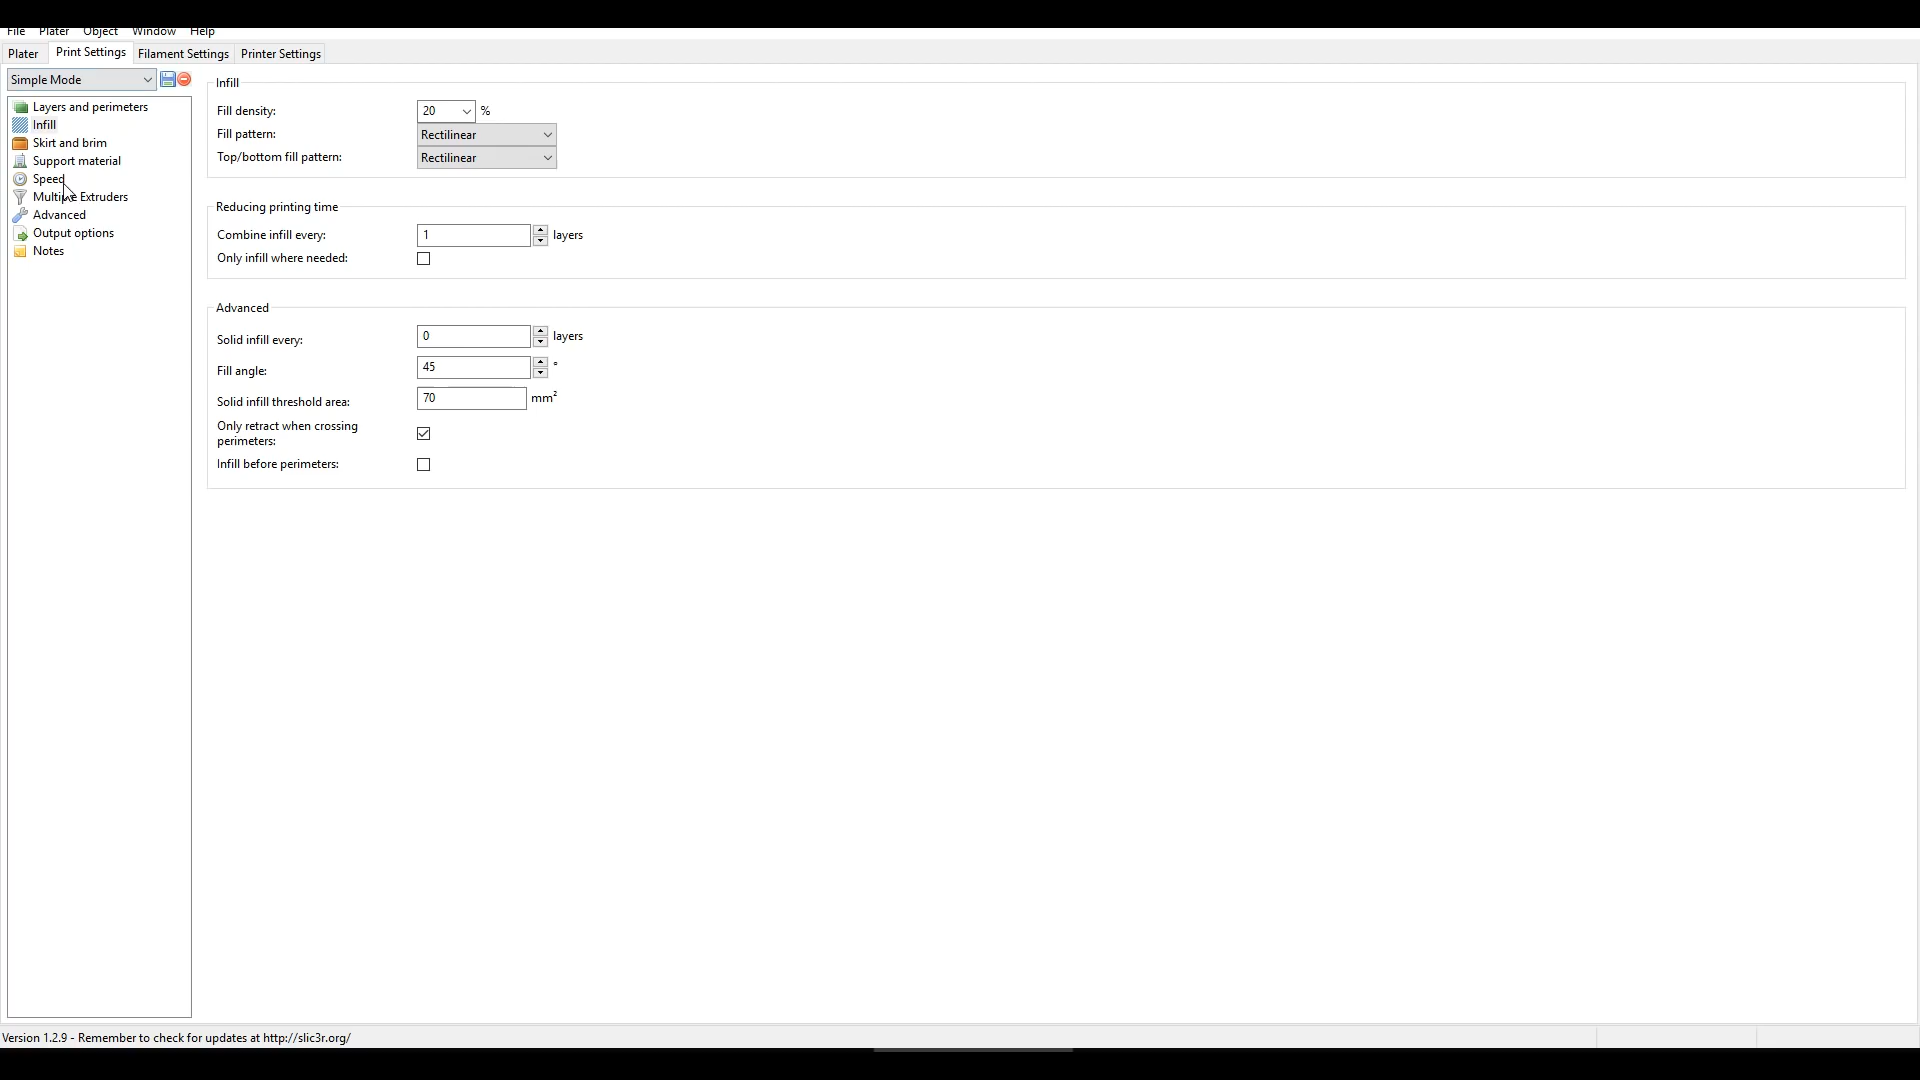 File Plater Object Window Help
Plater Print Settings Filament Settings Printer Settings
Simple Mode
Layers and perimeters
Infill
Skirt and brim
Support material
Speed
Multiple Extruders
Advanced
Output options
Notes
Infill
Fill density: 20 %
Fill pattern: Rectilinear
Top/bottom fill pattern: Rectilinear
Reducing printing time
Combine infill every: 1 layers
Only infill where needed:
Advanced
Solid infill every: 0 layers
Fill angle: 45 °
Solid infill threshold area: 70 mm²
Only retract when crossing
perimeters:
Infill before perimeters:
Version 1.2.9 - Remember to check for updates at http://slic3r.org/